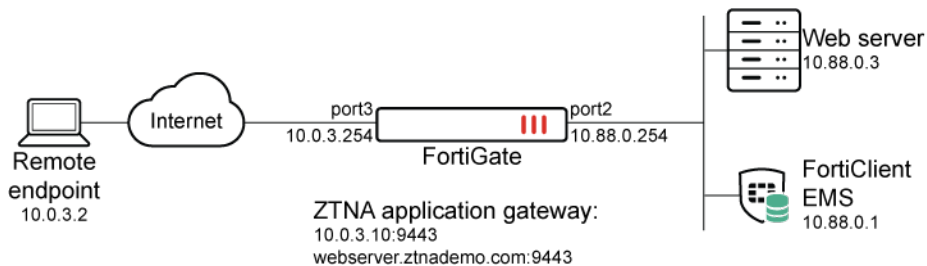 Web server
10.88.0.3
port3
port2
Internet
10.0.3.254
10.88.0.254
FortiGate
Remote
endpoint
10.0.3.2
FortiClient
EMS
10.88.0.1
ZTNA application gateway:
10.0.3.10:9443
webserver.ztnademo.com:9443